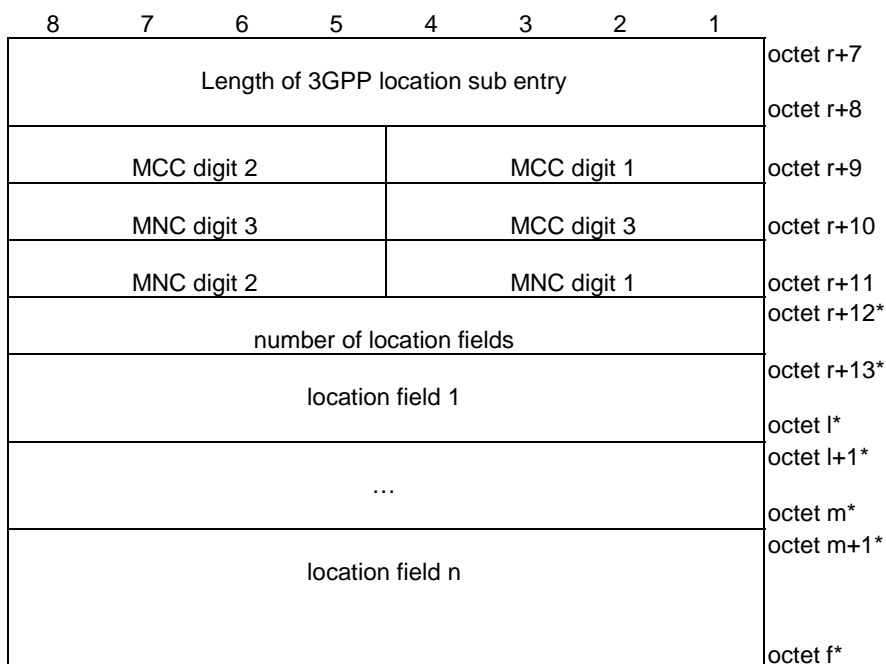 8 7 6 5 4 3 2 1
octet r+7
Length of 3GPP location sub entry
octet r+8
MCC digit 2 MCC digit 1 octet r+9
MNC digit 3 MCC digit 3 octet r+10
MNC digit 2 MNC digit 1 octet r+11
octet r+12*
number of location fields
octet r+13*
location field 1
octet l*
octet l+1*
…
octet m*
octet m+1*
location field n
octet f*